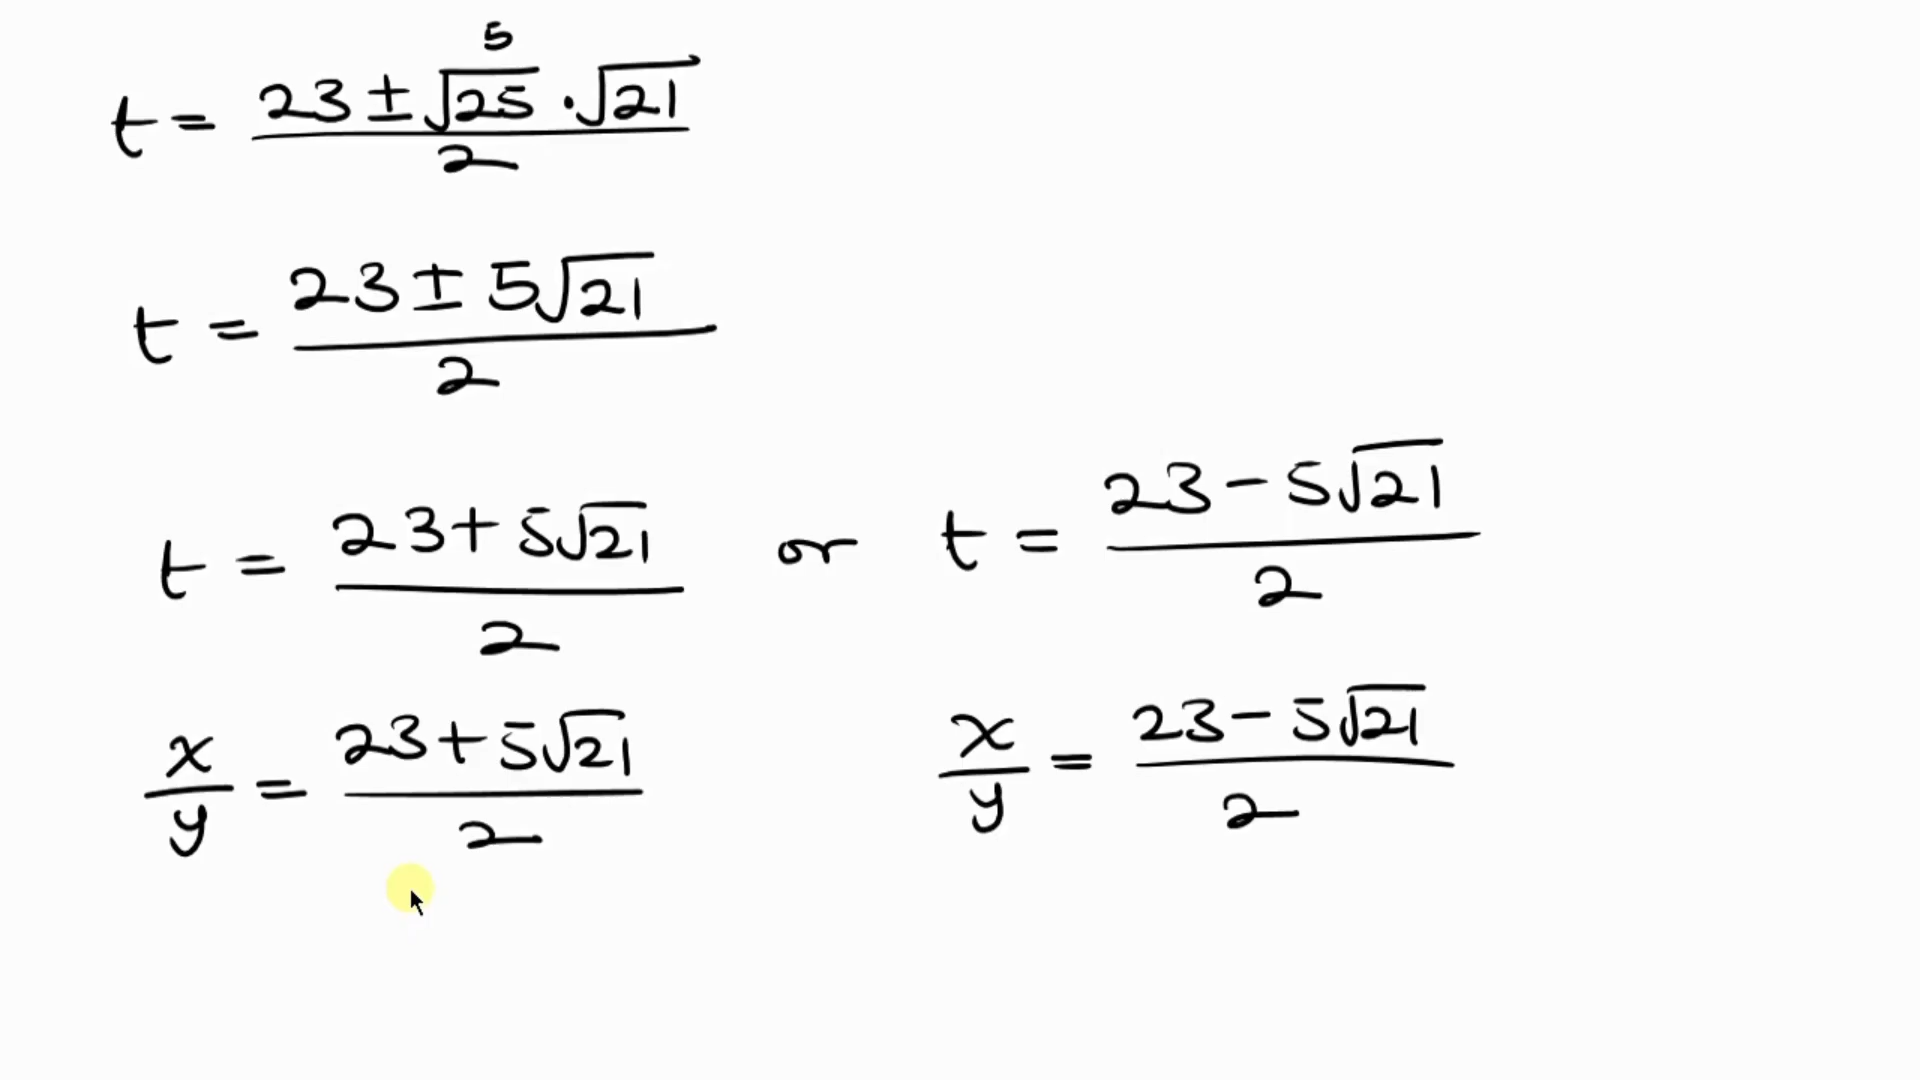 5
t = (23 ± √25 · √21) / 2
t = (23 ± 5√21) / 2
t = (23 + 5√21) / 2 or t = (23 - 5√21) / 2
x/y = (23 + 5√21) / 2 x/y = (23 - 5√21) / 2